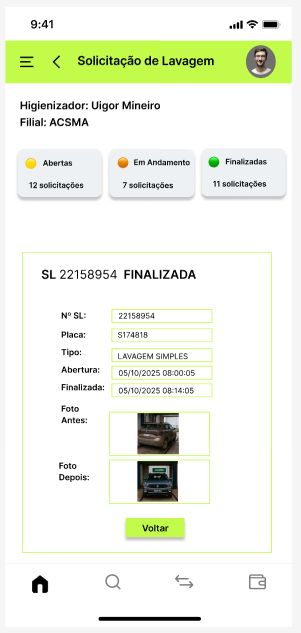 9:41
Solicitação de Lavagem
Higienizador: Uigor Mineiro
Filial: ACSMA
Abertas
12 solicitações
Em Andamento
7 solicitações
Finalizadas
11 solicitações
SL 22158954 FINALIZADA
Nº SL: 22158954
Placa: S174818
Tipo: LAVAGEM SIMPLES
Abertura: 05/10/2025 08:00:05
Finalizada: 05/10/2025 08:14:05
Foto
Antes:
Foto
Depois:
Voltar